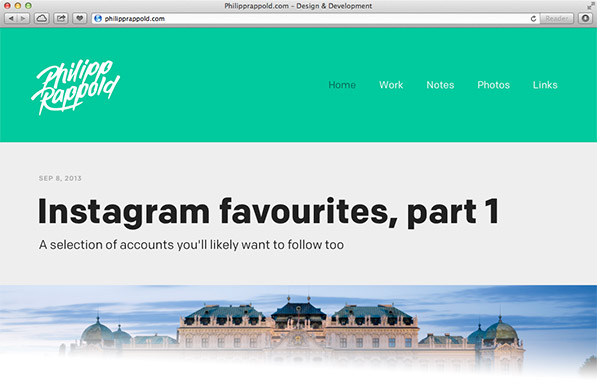 Philipprappold.com – Design & Development
philipprappold.com
Reader
Philipp
Rappold
Home Work Notes Photos Links
SEP 8, 2013
Instagram favourites, part 1
A selection of accounts you'll likely want to follow too